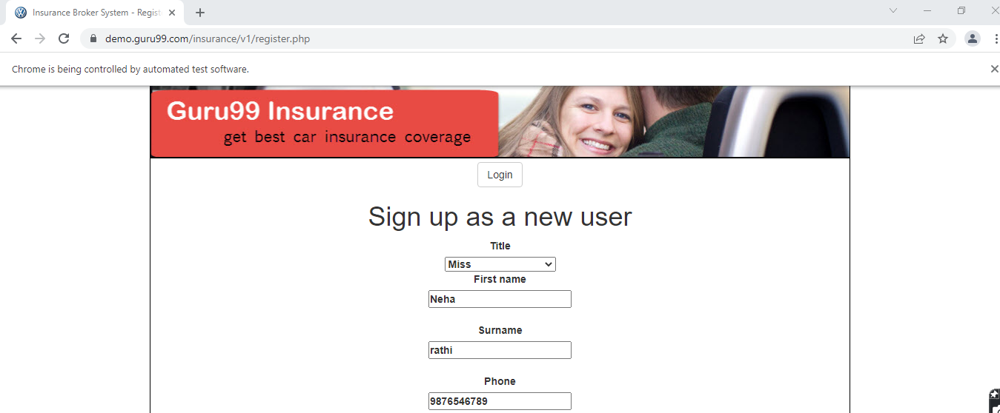 Insurance Broker System - Regist
demo.guru99.com/insurance/v1/register.php
Chrome is being controlled by automated test software.
Guru99 Insurance
get best car insurance coverage
Login
Sign up as a new user
Title
Miss
First name
Neha
Surname
rathi
Phone
9876546789